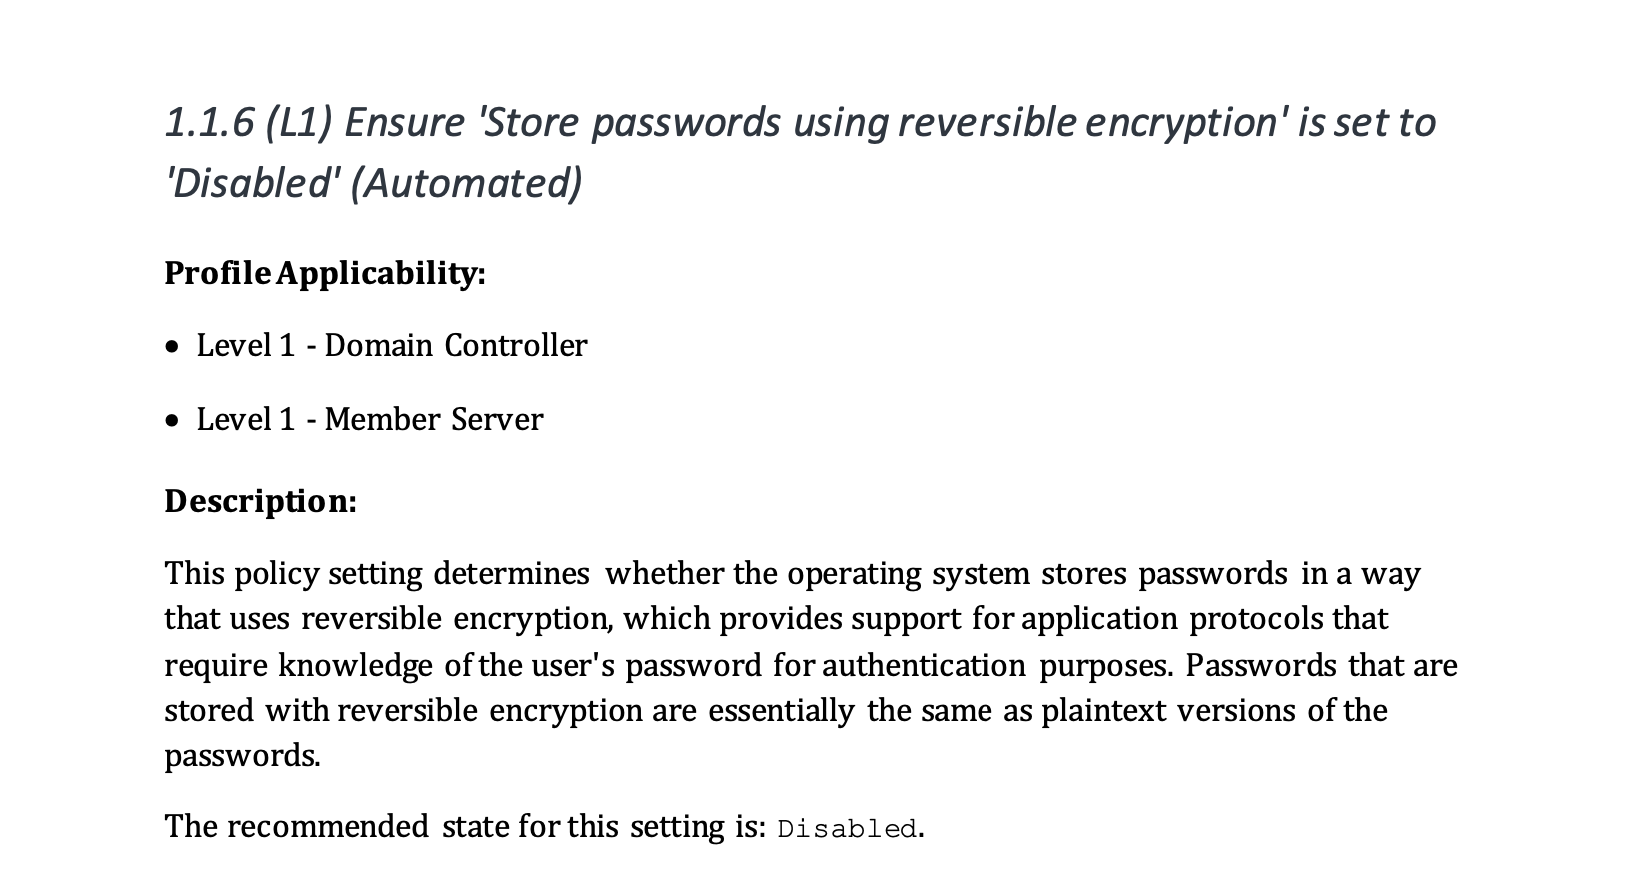 1.1.6 (L1) Ensure 'Store passwords using reversible encryption' is set to
'Disabled' (Automated)
Profile Applicability:
• Level 1 - Domain Controller
• Level 1 - Member Server
Description:
This policy setting determines whether the operating system stores passwords in a way
that uses reversible encryption, which provides support for application protocols that
require knowledge of the user's password for authentication purposes. Passwords that are
stored with reversible encryption are essentially the same as plaintext versions of the
passwords.
The recommended state for this setting is: Disabled.